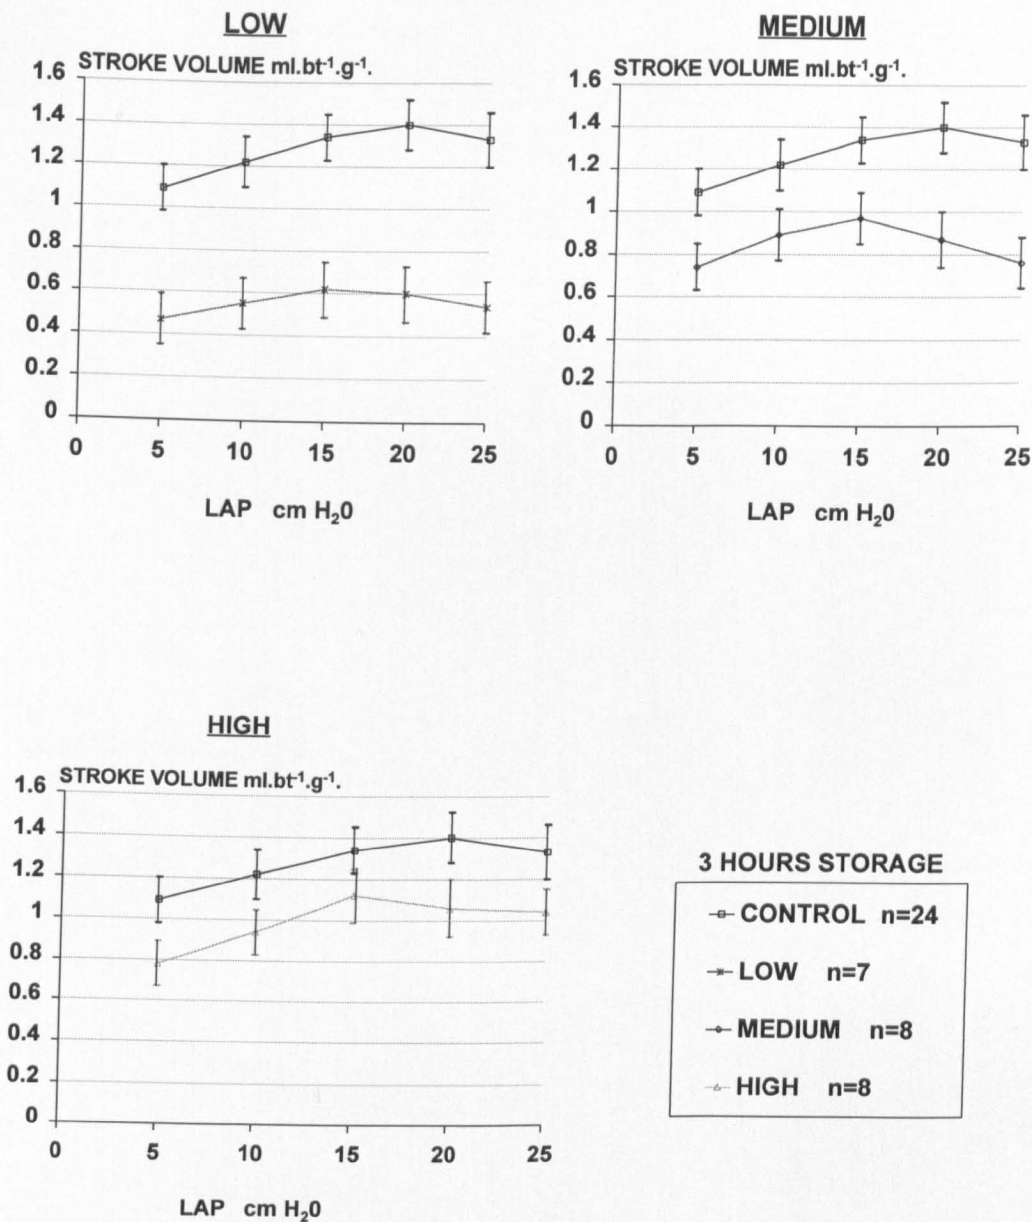 LOW
STROKE VOLUME ml.bt⁻¹.g⁻¹.
1.6
1.4
1.2
1
0.8
0.6
0.4
0.2
0
0 5 10 15 20 25
LAP cm H₂0
MEDIUM
STROKE VOLUME ml.bt⁻¹.g⁻¹.
1.6
1.4
1.2
1
0.8
0.6
0.4
0.2
0
0 5 10 15 20 25
LAP cm H₂0
HIGH
STROKE VOLUME ml.bt⁻¹.g⁻¹.
1.6
1.4
1.2
1
0.8
0.6
0.4
0.2
0
0 5 10 15 20 25
LAP cm H₂0
3 HOURS STORAGE
CONTROL n=24
LOW n=7
MEDIUM n=8
HIGH n=8